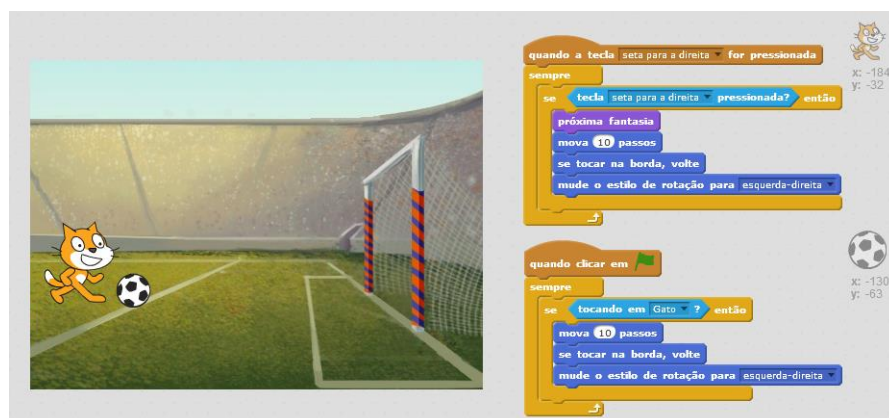 quando a tecla seta para a direita for pressionada
sempre
se tecla seta para a direita pressionada? então
próxima fantasia
mova 10 passos
se tocar na borda, volte
mude o estilo de rotação para esquerda-direita
x: -184
y: -32
quando clicar em
sempre
se tocando em Gato ? então
mova 10 passos
se tocar na borda, volte
mude o estilo de rotação para esquerda-direita
x: -130
y: -63